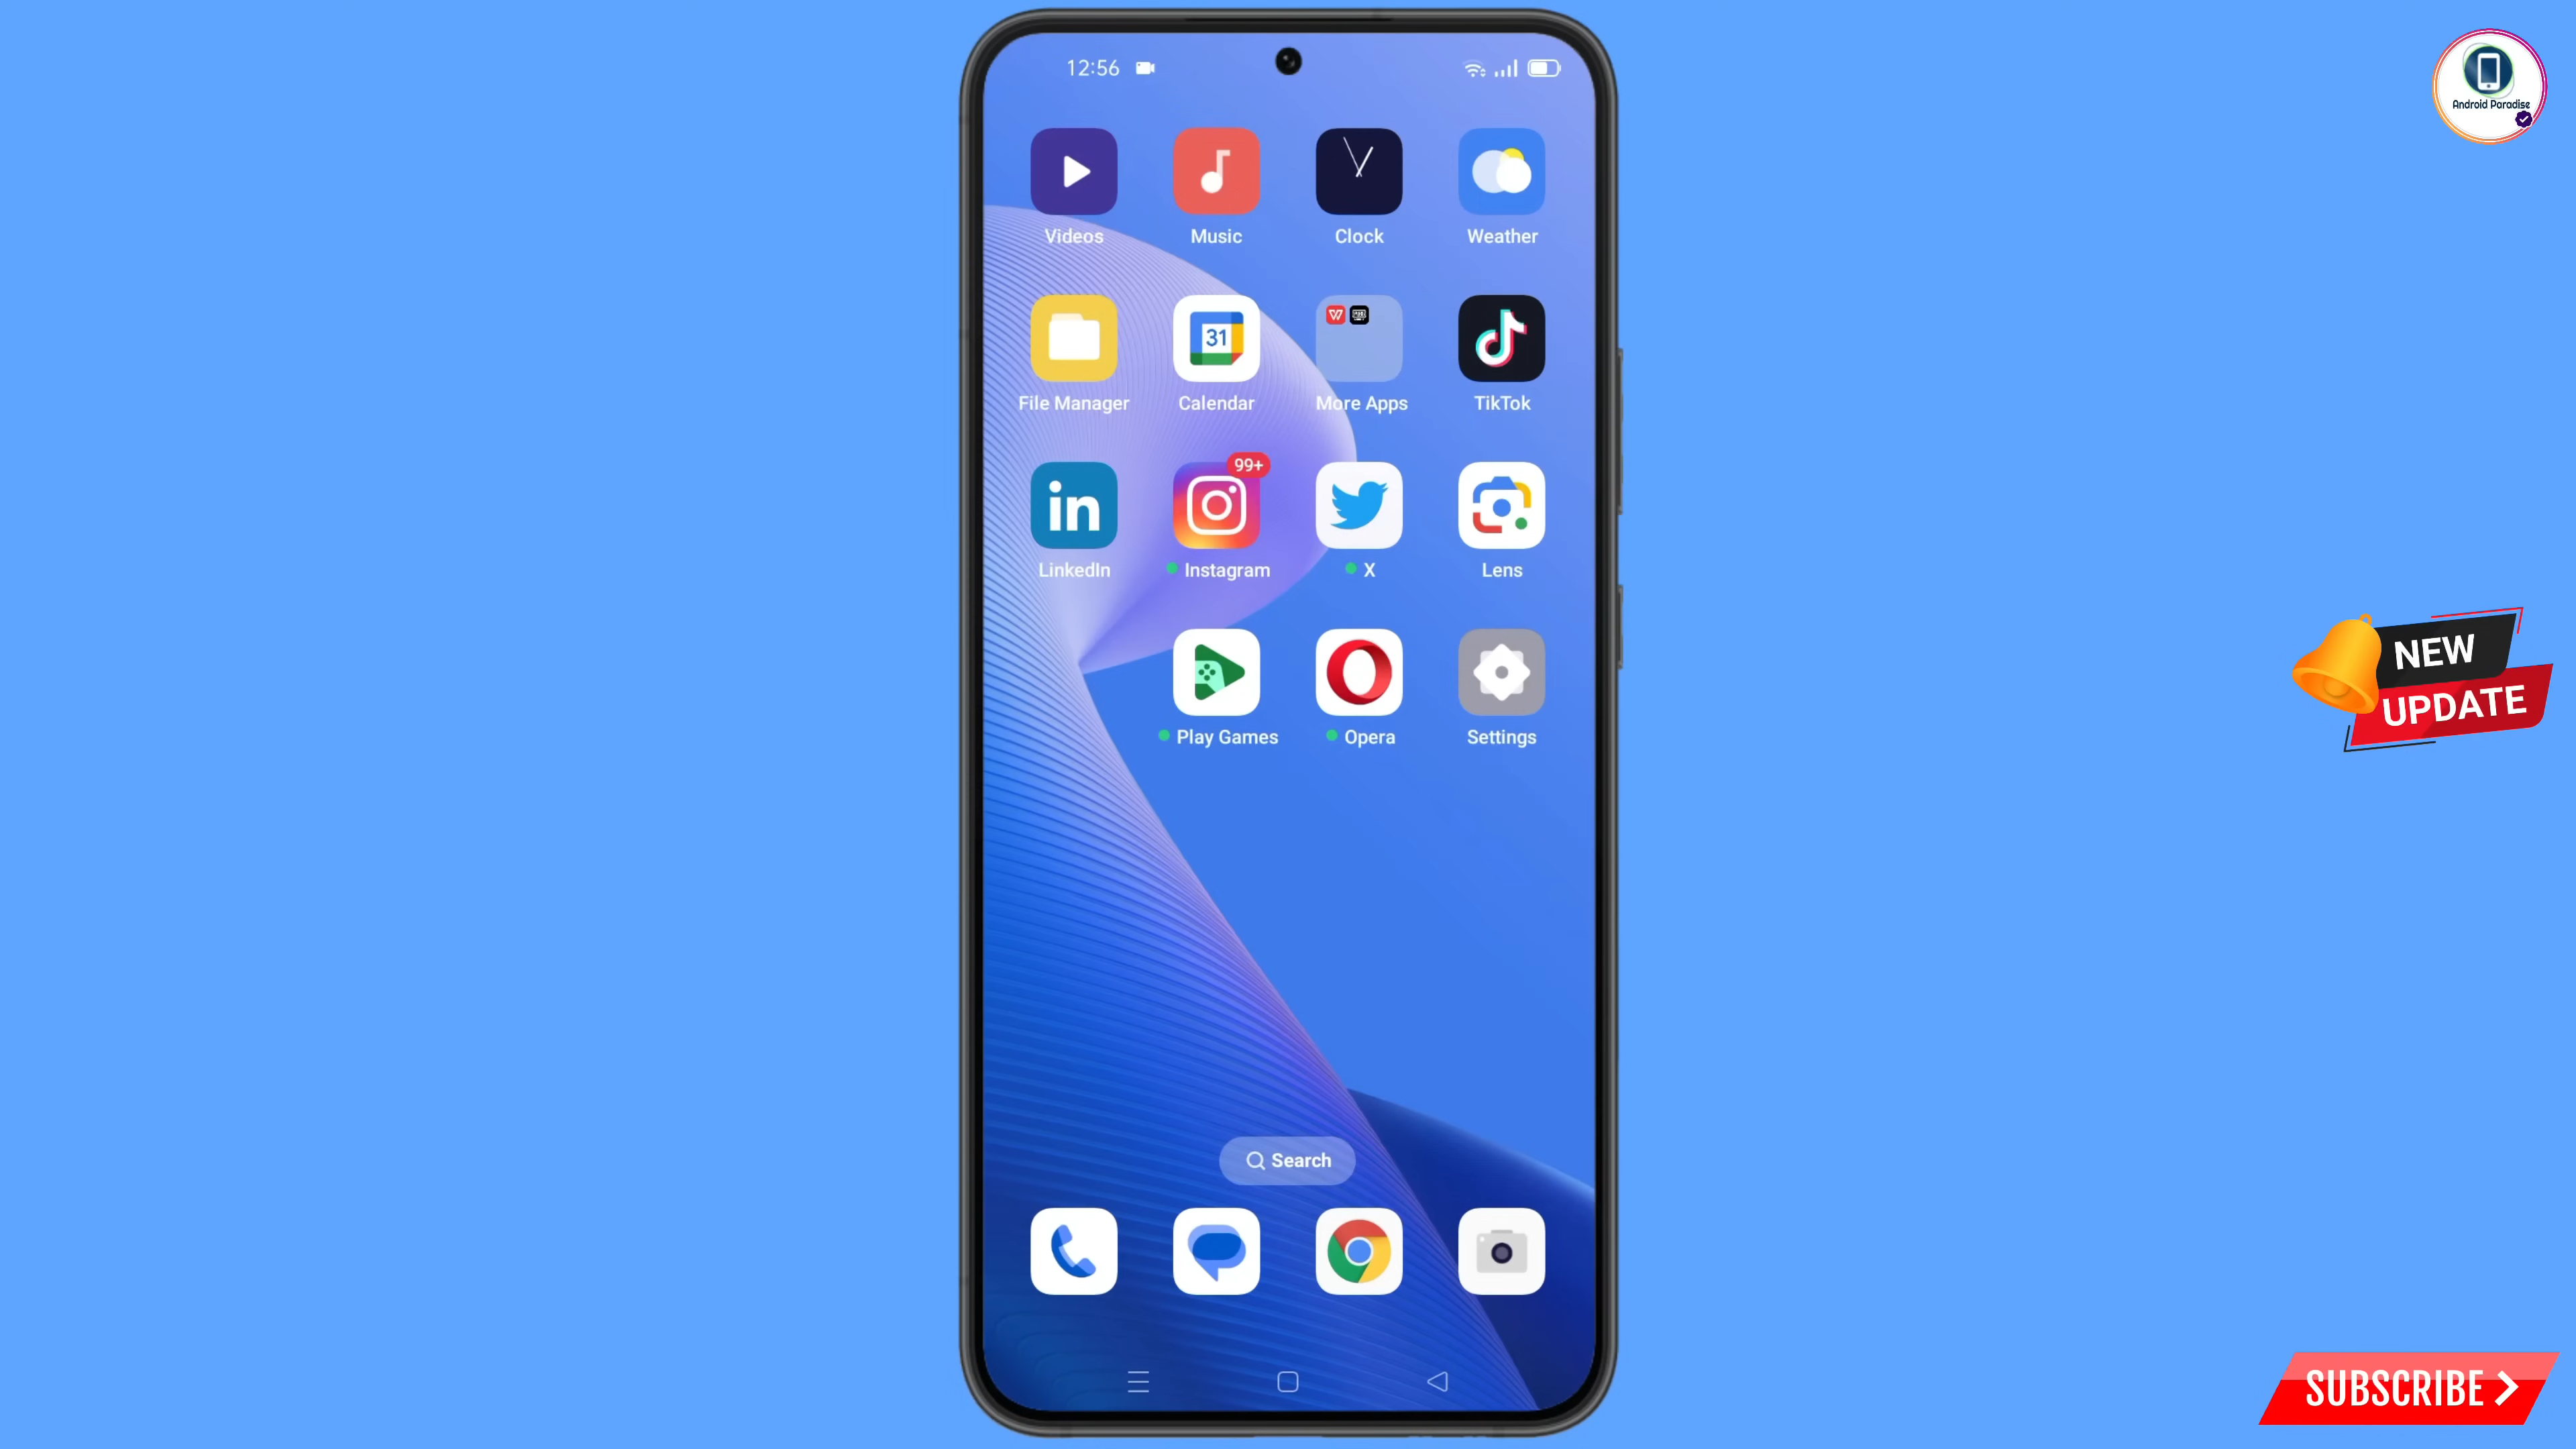 12:56
Android Paradise
Videos
Music
Clock
Weather
31
File Manager
Calendar
More Apps
TikTok
in
99+
LinkedIn
Instagram
X
Lens
NEW
UPDATE
Play Games
Opera
Settings
Search
SUBSCRIBE